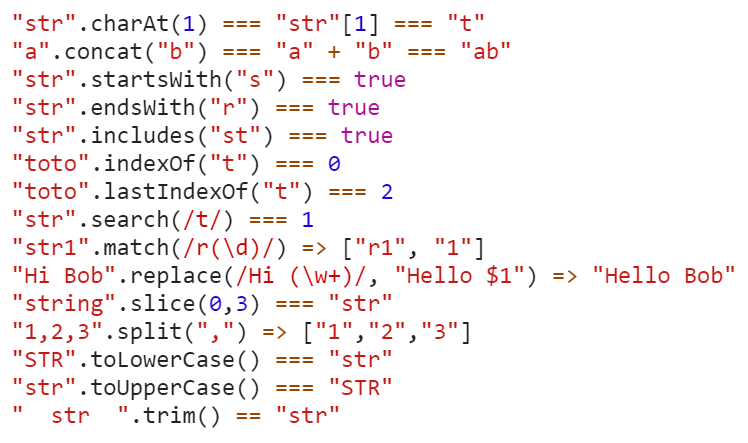 "str".charAt(1) === "str"[1] === "t"
"a".concat("b") === "a" + "b" === "ab"
"str".startsWith("s") === true
"str".endsWith("r") === true
"str".includes("st") === true
"toto".indexOf("t") === 0
"toto".lastIndexOf("t") === 2
"str".search(/t/) === 1
"str1".match(/r(\d)/) => ["r1", "1"]
"Hi Bob".replace(/Hi (\w+)/, "Hello $1") => "Hello Bob"
"string".slice(0,3) === "str"
"1,2,3".split(",") => ["1","2","3"]
"STR".toLowerCase() === "str"
"str".toUpperCase() === "STR"
"  str  ".trim() == "str"